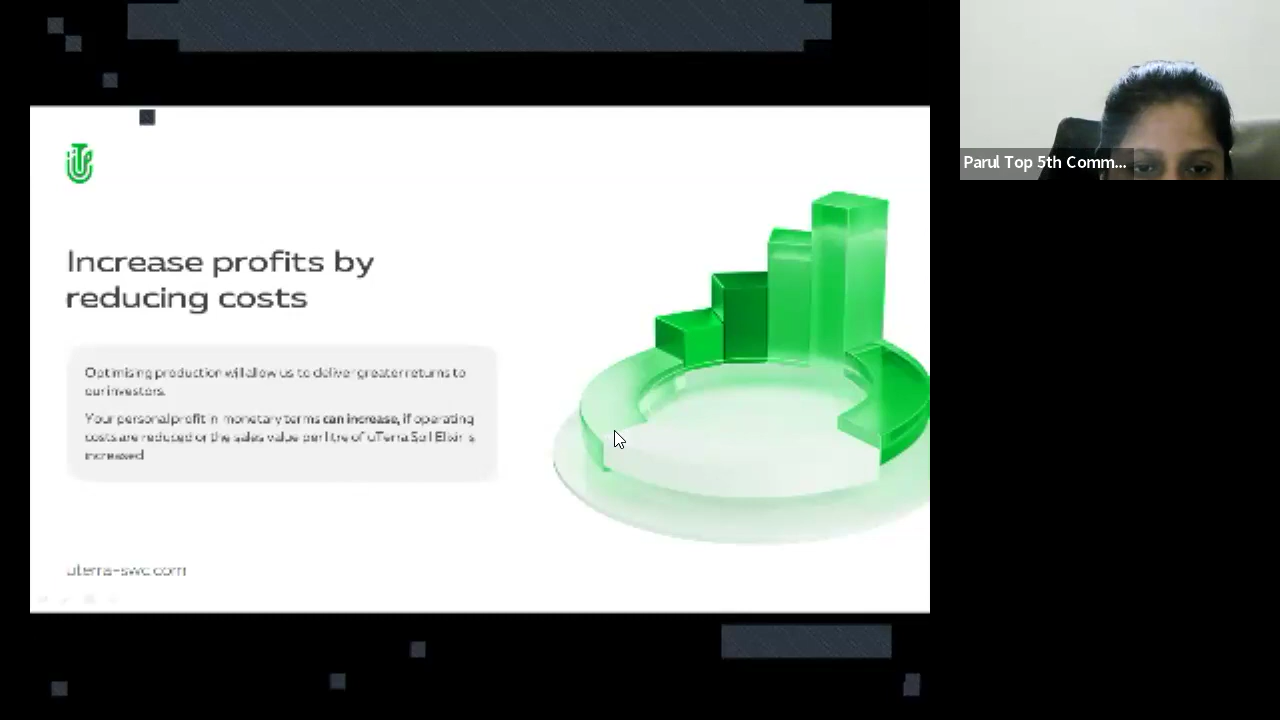 Parul Top 5th Comm...
Increase profits by
reducing costs
Optimising production will allow us to deliver greater returns to
our investors.
Your personal profit in monetary terms can increase, if operating
costs are reduced or the sales value per litre of uTerra Soil Elixir is
increased
uterra-swc.com